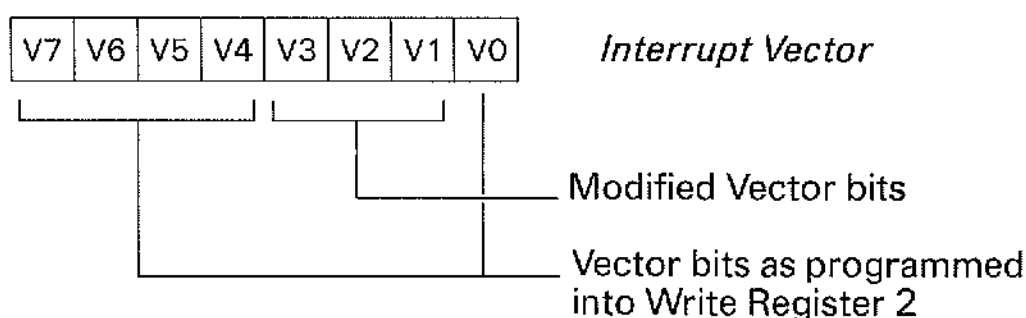 V7 V6 V5 V4 V3 V2 V1 V0 Interrupt Vector
Modified Vector bits
Vector bits as programmed
into Write Register 2